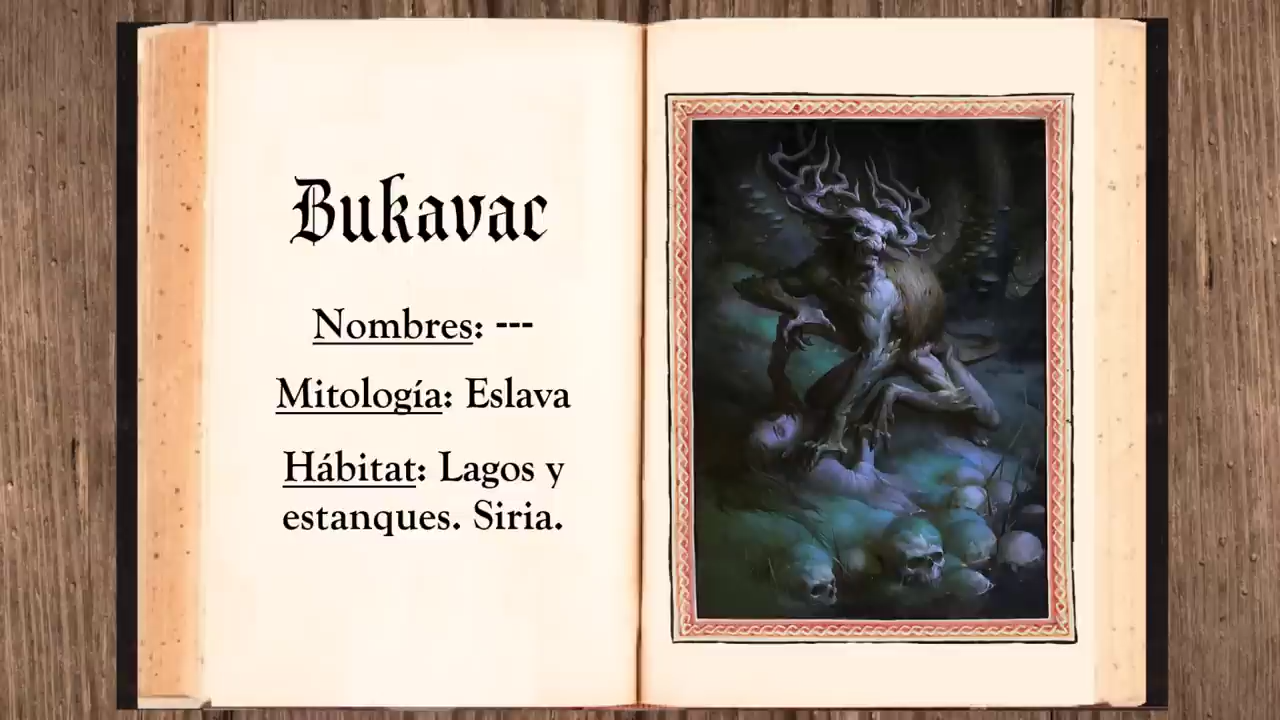 Bukavac
Nombres: ---
Mitología: Eslava
Hábitat: Lagos y
estanques. Siria.